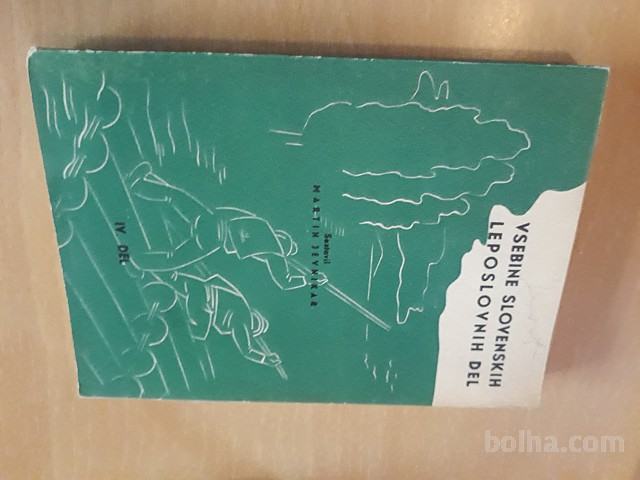 VSEBINE SLOVENSKIH
LEPOSLOVNIH DEL
Sestavil
MARTIN JEVNIKAR
IV. DEL
bolha.com